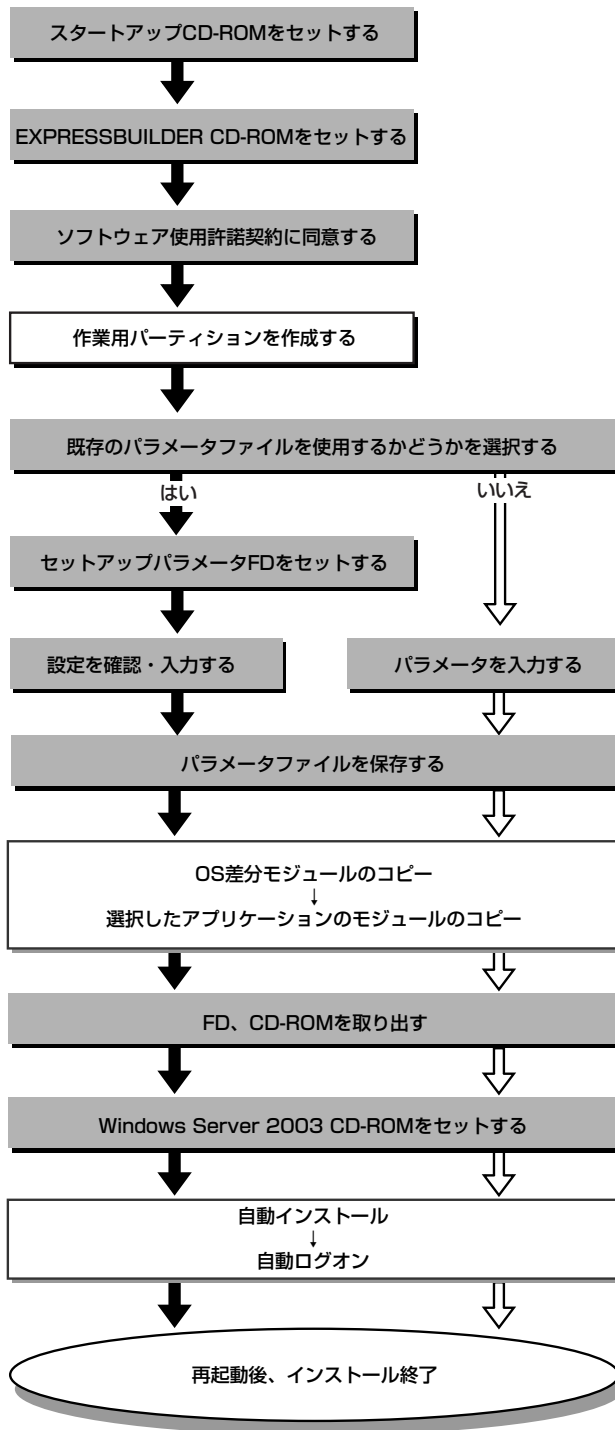 スタートアップCD-ROMをセットする
EXPRESSBUILDER CD-ROMをセットする
ソフトウェア使用許諾契約に同意する
作業用パーティションを作成する
既存のパラメータファイルを使用するかどうかを選択する
はい
いいえ
セットアップパラメータFDをセットする
設定を確認・入力する
パラメータを入力する
パラメータファイルを保存する
OS差分モジュールのコピー
↓
選択したアプリケーションのモジュールのコピー
FD、CD-ROMを取り出す
Windows Server 2003 CD-ROMをセットする
自動インストール
↓
自動ログオン
再起動後、インストール終了